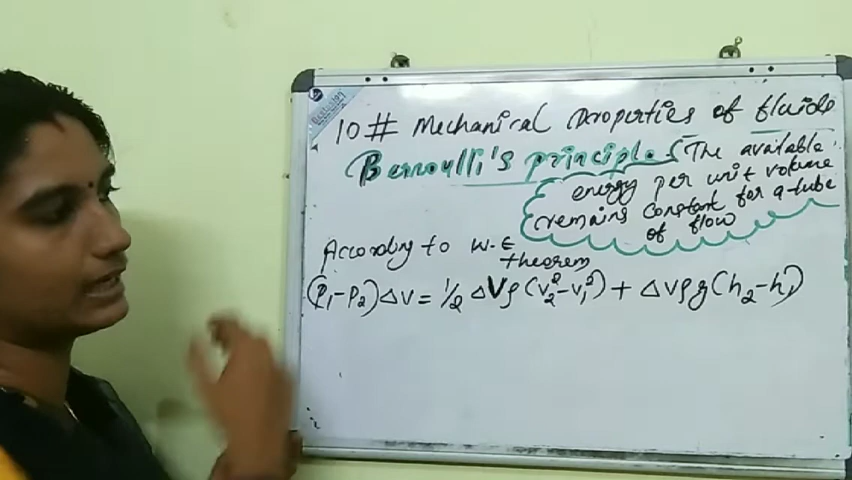 10# Mechanical Properties of fluids
Bernoulli's principle The available
energy per unit volume
remains constant for a tube
of flow
According to W-E
theorem
(P₁-P₂)ΔV = 1/2 ΔVρ(v₂²-v₁²) + ΔVρg(h₂-h₁)